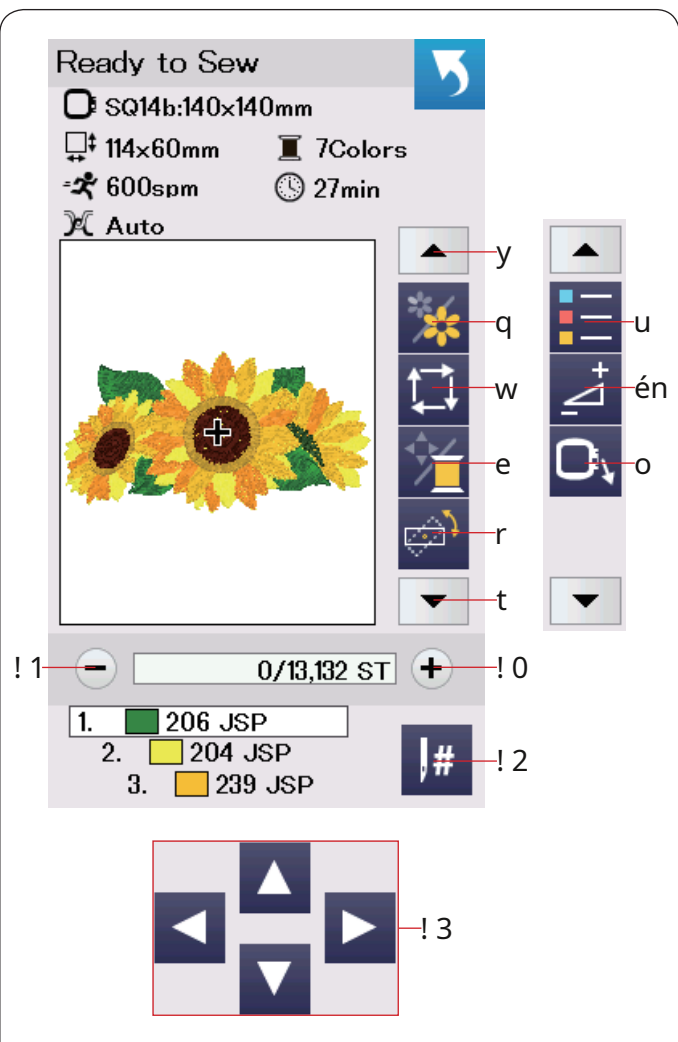 Ready to Sew
SQ14b:140x140mm
114x60mm 7Colors
600spm 27min
Auto
y
q u
w én
e o
r
t
! 1 0/13,132 ST ! 0
1. 206 JSP
2. 204 JSP
3. 239 JSP
# ! 2
! 3